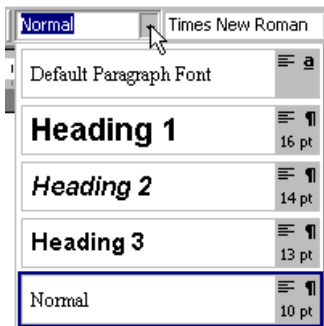 Normal Times New Roman
Default Paragraph Font a
Heading 1 ¶
16 pt
Heading 2 ¶
14 pt
Heading 3 ¶
13 pt
Normal ¶
10 pt